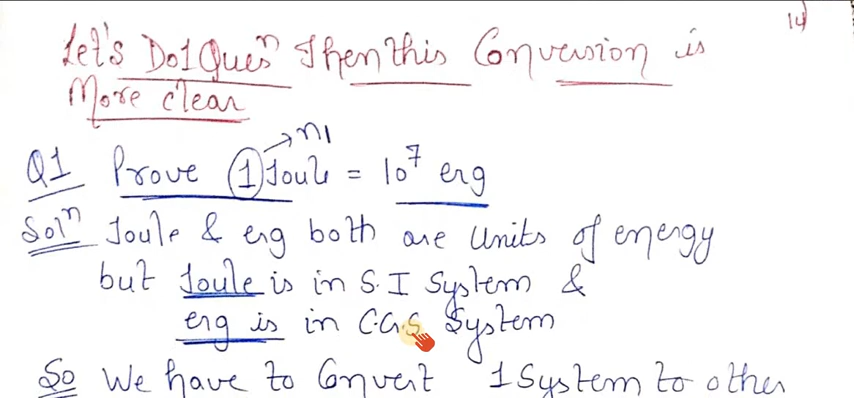 14)
Let's Do 1 Quesⁿ Then this Conversion is
More clear
→ n₁
Q1 Prove 1 Joule = 10⁷ erg
Solⁿ Joule & erg both are Units of energy
but Joule is in S.I System &
erg is in C.G.S System
So We have to Convert 1 System to other